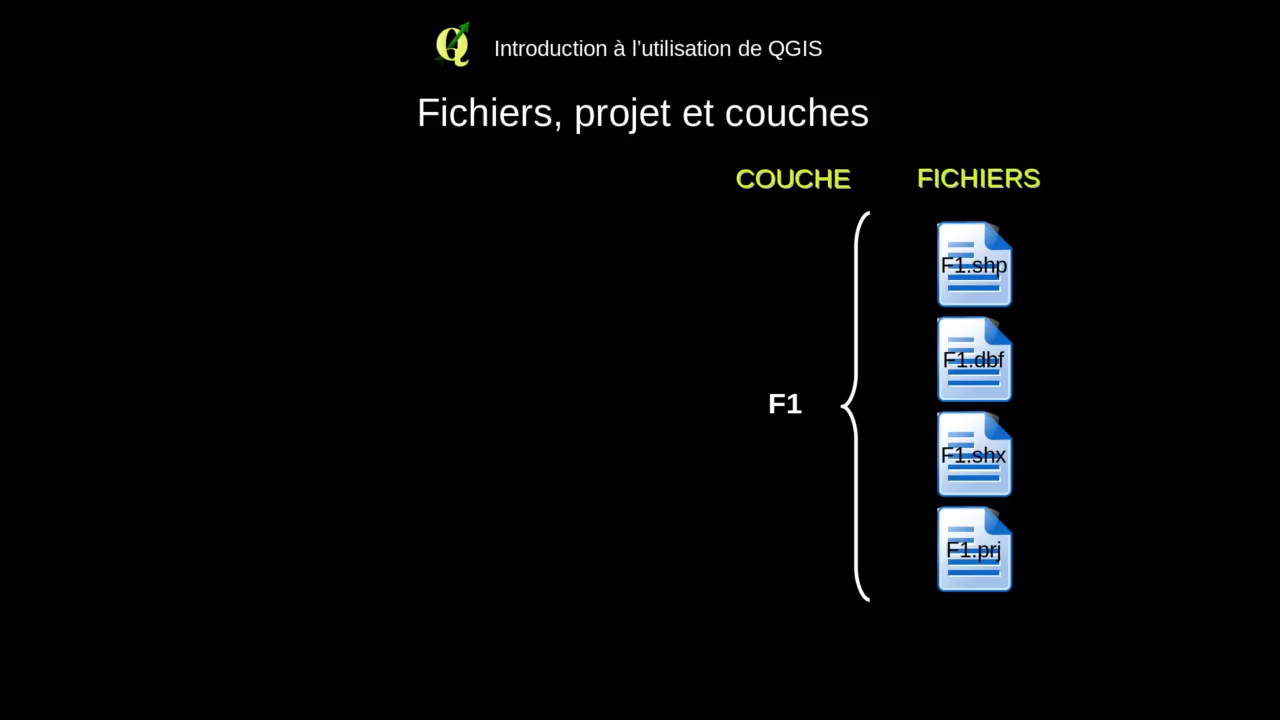 Introduction à l’utilisation de QGIS
Fichiers, projet et couches
COUCHE
FICHIERS
F1
F1.shp
F1.dbf
F1.shx
F1.prj